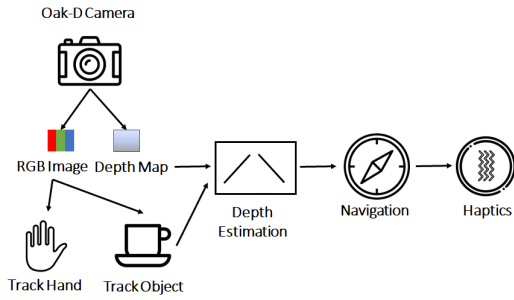 Oak-D Camera
RGB Image
Depth Map
Depth
Estimation
Navigation
Haptics
Track Hand
Track Object